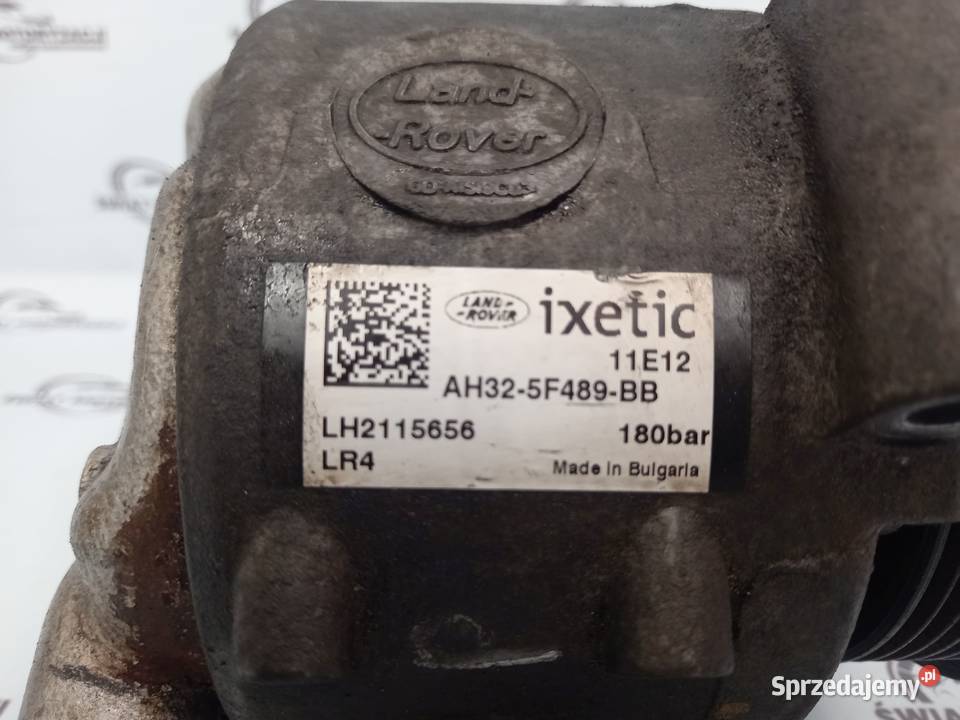 Land-
-Rover
LAND-
-ROVER
ixetic
11E12
AH32-5F489-BB
LH2115656
180bar
LR4
Made in Bulgaria
Sprzedajemy.pl